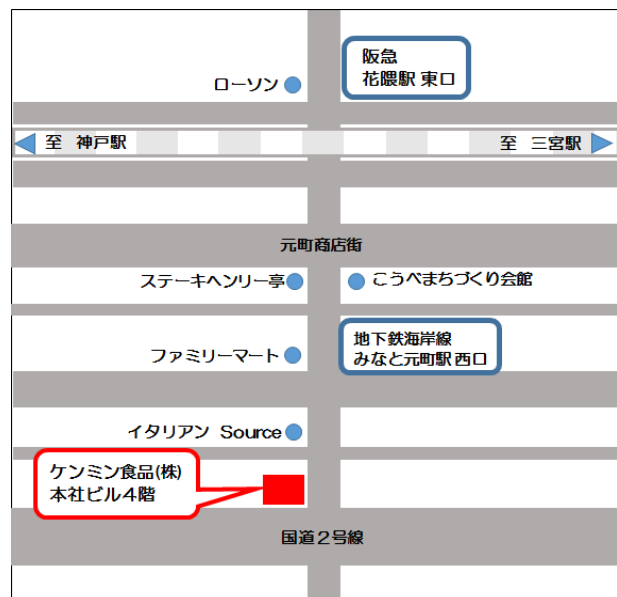 阪急
花隈駅 東口
ローソン
至 神戸駅
至 三宮駅
元町商店街
ステーキヘンリー亭
こうべまちづくり会館
地下鉄海岸線
みなと元町駅 西口
ファミリーマート
イタリアン Source
ケンミン食品(株)
本社ビル4階
国道2号線